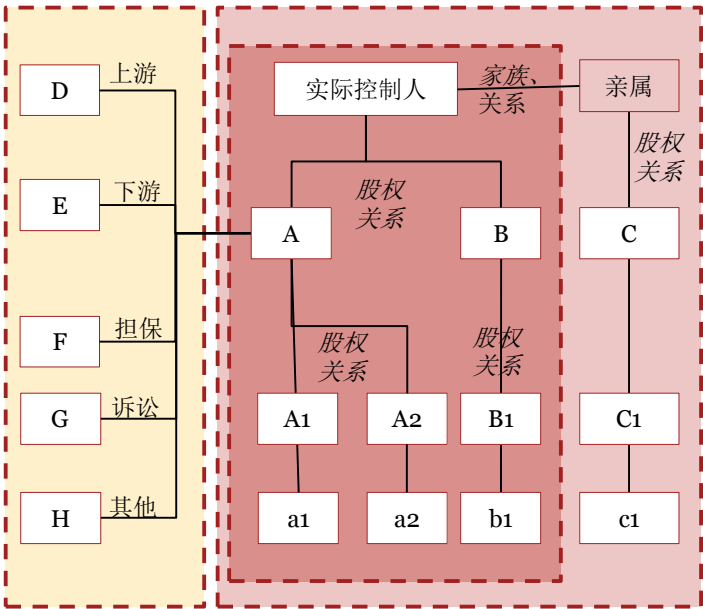 D
上游
E
下游
F
担保
G
诉讼
H
其他
实际控制人
家族、
关系
亲属
股权
关系
股权
关系
A
B
C
股权
关系
股权
关系
A1
A2
B1
C1
a1
a2
b1
c1